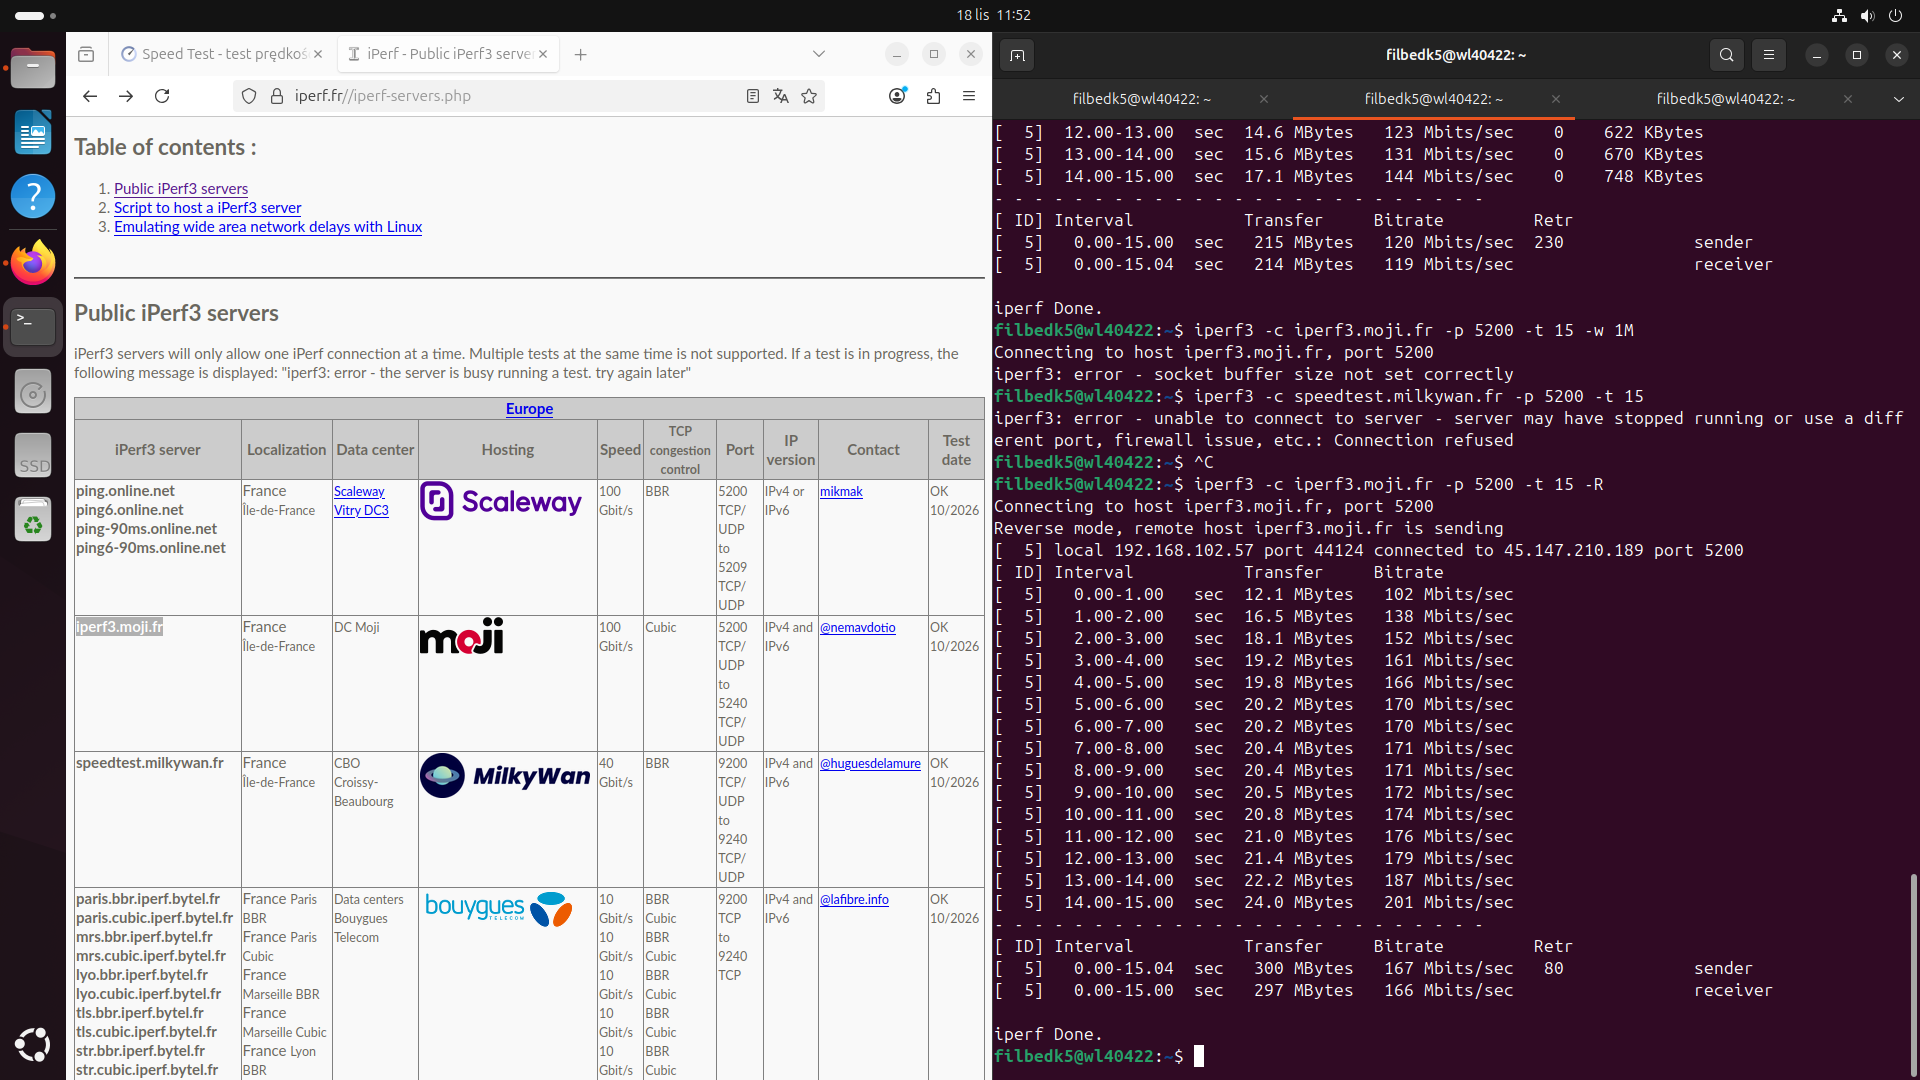 18 lis 11:52
Speed Test - test prędkoś
iPerf - Public iPerf3 serve
iperf.fr//iperf-servers.php
Table of contents :
1. Public iPerf3 servers
2. Script to host a iPerf3 server
3. Emulating wide area network delays with Linux
Public iPerf3 servers
iPerf3 servers will only allow one iPerf connection at a time. Multiple tests at the same time is not supported. If a test is in progress, the
following message is displayed: "iperf3: error - the server is busy running a test. try again later"
Europe
iPerf3 server Localization Data center Hosting Speed TCP congestion control Port IP version Contact Test date
ping.online.net
ping6.online.net
ping-90ms.online.net
ping6-90ms.online.net
France
Île-de-France
Scaleway
Vitry DC3
Scaleway
100
Gbit/s
BBR
5200
TCP/
UDP
to
5209
TCP/
UDP
IPv4 or
IPv6
mikmak
OK
10/2026
iperf3.moji.fr
France
Île-de-France
DC Moji
moji
100
Gbit/s
Cubic
5200
TCP/
UDP
to
5240
TCP/
UDP
IPv4 and
IPv6
@nemavdotio
OK
10/2026
speedtest.milkywan.fr
France
Île-de-France
CBO
Croissy-
Beaubourg
MilkyWan
40
Gbit/s
BBR
9200
TCP/
UDP
to
9240
TCP/
UDP
IPv4 and
IPv6
@huguesdelamure
OK
10/2026
paris.bbr.iperf.bytel.fr
paris.cubic.iperf.bytel.fr
mrs.bbr.iperf.bytel.fr
mrs.cubic.iperf.bytel.fr
lyo.bbr.iperf.bytel.fr
lyo.cubic.iperf.bytel.fr
tls.bbr.iperf.bytel.fr
tls.cubic.iperf.bytel.fr
str.bbr.iperf.bytel.fr
str.cubic.iperf.bytel.fr
France Paris
BBR
France Paris
Cubic
France
Marseille BBR
France
Marseille Cubic
France Lyon
BBR
Data centers
Bouygues
Telecom
bouygues
TELECOM
10
Gbit/s
10
Gbit/s
10
Gbit/s
10
Gbit/s
10
Gbit/s
BBR
Cubic
BBR
Cubic
BBR
Cubic
BBR
Cubic
BBR
Cubic
9200
TCP
to
9240
TCP
IPv4 and
IPv6
@lafibre.info
OK
10/2026
SSD
filbedk5@wl40422: ~
filbedk5@wl40422: ~
filbedk5@wl40422: ~
filbedk5@wl40422: ~
[  5]  12.00-13.00  sec  14.6 MBytes   123 Mbits/sec    0    622 KBytes
[  5]  13.00-14.00  sec  15.6 MBytes   131 Mbits/sec    0    670 KBytes
[  5]  14.00-15.00  sec  17.1 MBytes   144 Mbits/sec    0    748 KBytes
- - - - - - - - - - - - - - - - - - - - - - - - -
[ ID] Interval           Transfer     Bitrate         Retr
[  5]   0.00-15.00  sec   215 MBytes   120 Mbits/sec  230             sender
[  5]   0.00-15.04  sec   214 MBytes   119 Mbits/sec                  receiver
iperf Done.
filbedk5@wl40422:~$ iperf3 -c iperf3.moji.fr -p 5200 -t 15 -w 1M
Connecting to host iperf3.moji.fr, port 5200
iperf3: error - socket buffer size not set correctly
filbedk5@wl40422:~$ iperf3 -c speedtest.milkywan.fr -p 5200 -t 15
iperf3: error - unable to connect to server - server may have stopped running or use a diff
erent port, firewall issue, etc.: Connection refused
filbedk5@wl40422:~$ ^C
filbedk5@wl40422:~$ iperf3 -c iperf3.moji.fr -p 5200 -t 15 -R
Connecting to host iperf3.moji.fr, port 5200
Reverse mode, remote host iperf3.moji.fr is sending
[  5] local 192.168.102.57 port 44124 connected to 45.147.210.189 port 5200
[ ID] Interval           Transfer     Bitrate
[  5]   0.00-1.00   sec  12.1 MBytes   102 Mbits/sec
[  5]   1.00-2.00   sec  16.5 MBytes   138 Mbits/sec
[  5]   2.00-3.00   sec  18.1 MBytes   152 Mbits/sec
[  5]   3.00-4.00   sec  19.2 MBytes   161 Mbits/sec
[  5]   4.00-5.00   sec  19.8 MBytes   166 Mbits/sec
[  5]   5.00-6.00   sec  20.2 MBytes   170 Mbits/sec
[  5]   6.00-7.00   sec  20.2 MBytes   170 Mbits/sec
[  5]   7.00-8.00   sec  20.4 MBytes   171 Mbits/sec
[  5]   8.00-9.00   sec  20.4 MBytes   171 Mbits/sec
[  5]   9.00-10.00  sec  20.5 MBytes   172 Mbits/sec
[  5]  10.00-11.00  sec  20.8 MBytes   174 Mbits/sec
[  5]  11.00-12.00  sec  21.0 MBytes   176 Mbits/sec
[  5]  12.00-13.00  sec  21.4 MBytes   179 Mbits/sec
[  5]  13.00-14.00  sec  22.2 MBytes   187 Mbits/sec
[  5]  14.00-15.00  sec  24.0 MBytes   201 Mbits/sec
- - - - - - - - - - - - - - - - - - - - - - - - -
[ ID] Interval           Transfer     Bitrate         Retr
[  5]   0.00-15.04  sec   300 MBytes   167 Mbits/sec   80             sender
[  5]   0.00-15.00  sec   297 MBytes   166 Mbits/sec                  receiver
iperf Done.
filbedk5@wl40422:~$